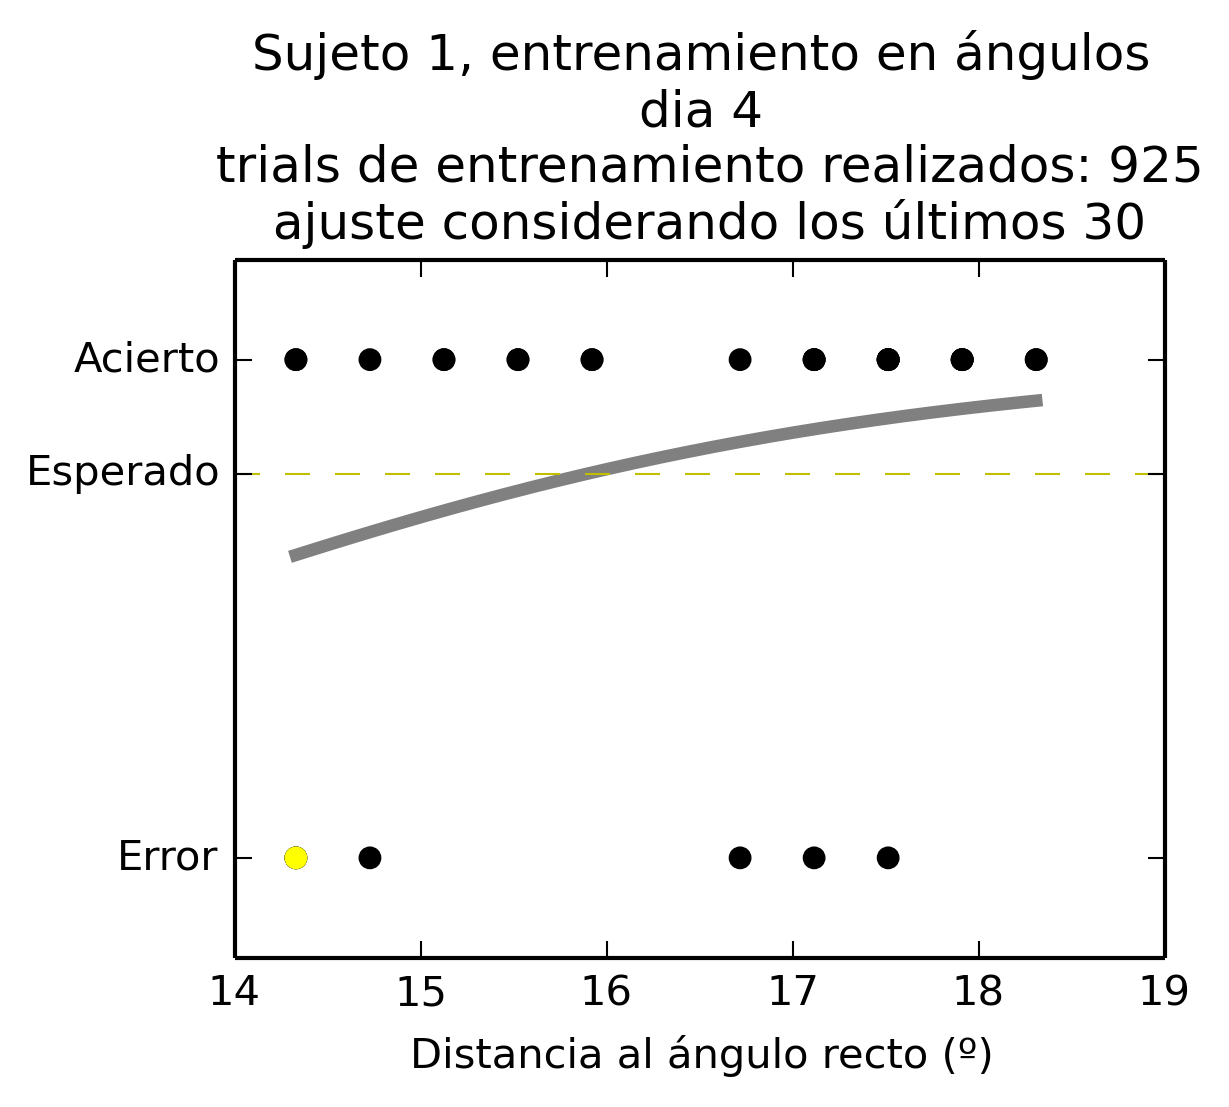 Sujeto 1, entrenamiento en ángulos
dia 4
trials de entrenamiento realizados: 925
ajuste considerando los últimos 30
Acierto
Esperado
Error
14 15 16 17 18 19
Distancia al ángulo recto (º)